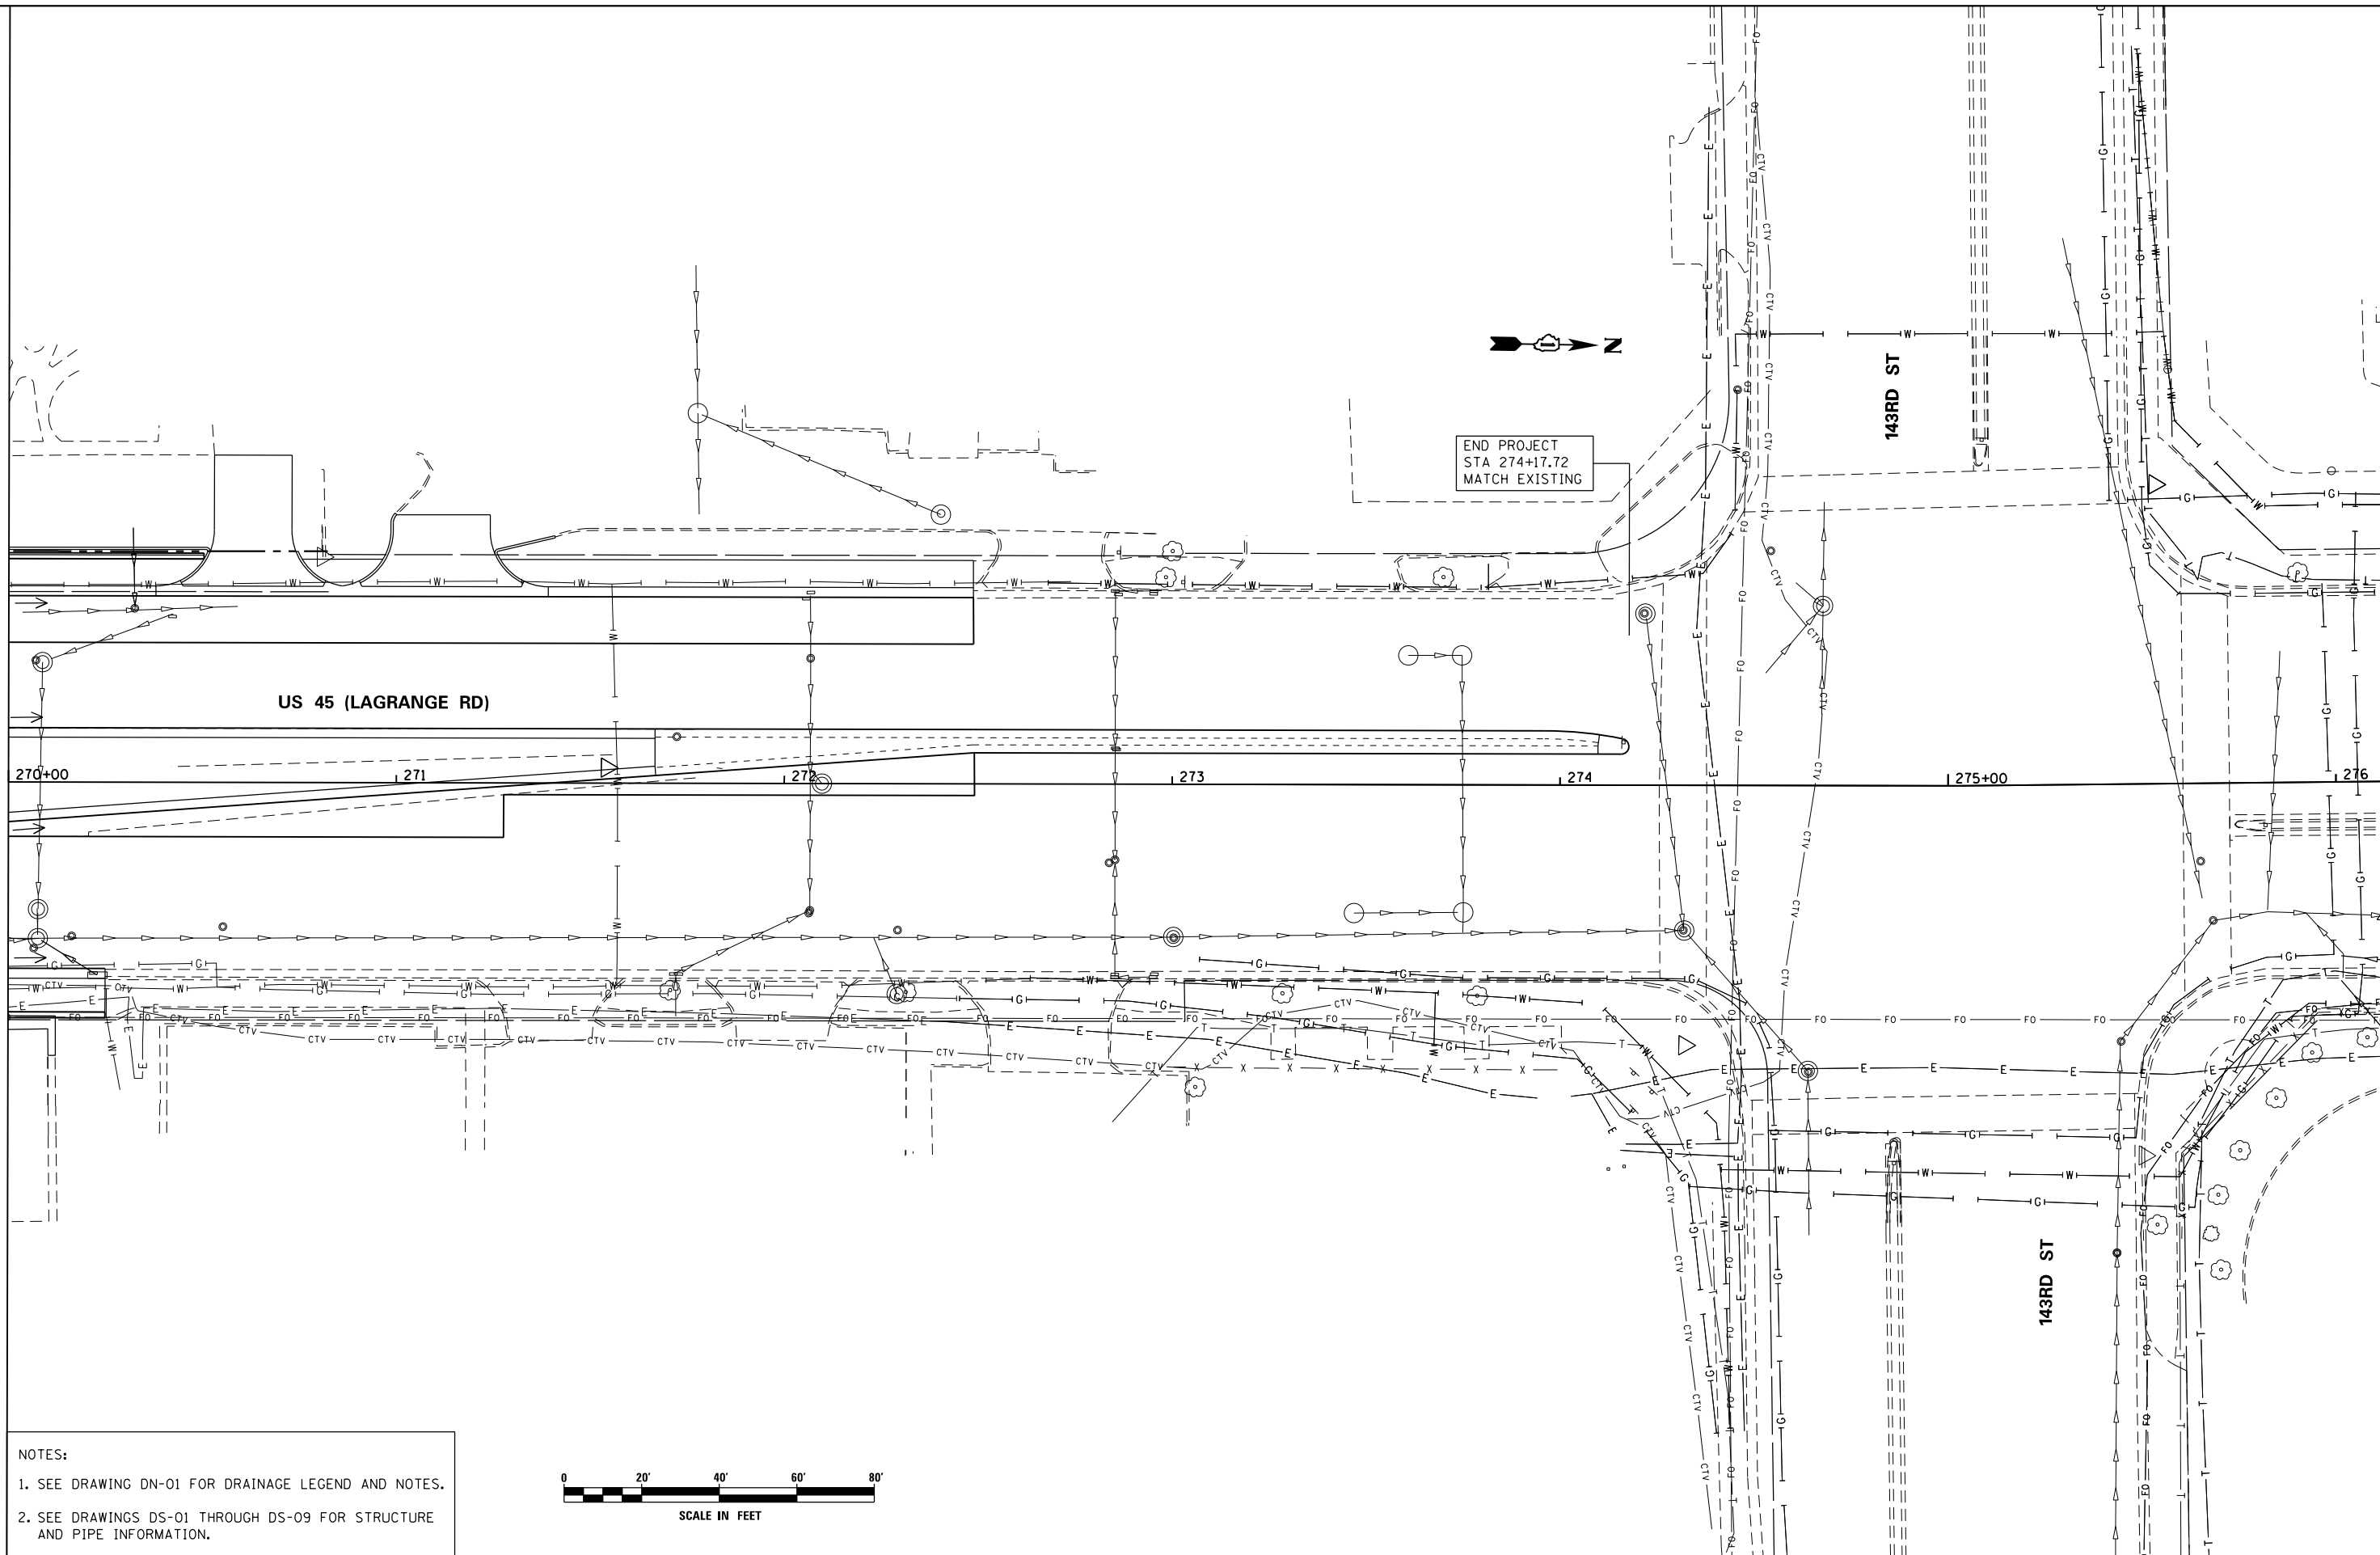 N
143RD ST
END PROJECT
STA 274+17.72
MATCH EXISTING
US 45 (LAGRANGE RD)
270+00
271
272
273
274
275+00
276
143RD ST
NOTES:
1. SEE DRAWING DN-01 FOR DRAINAGE LEGEND AND NOTES.
2. SEE DRAWINGS DS-01 THROUGH DS-09 FOR STRUCTURE
AND PIPE INFORMATION.
0 20' 40' 60' 80'
SCALE IN FEET